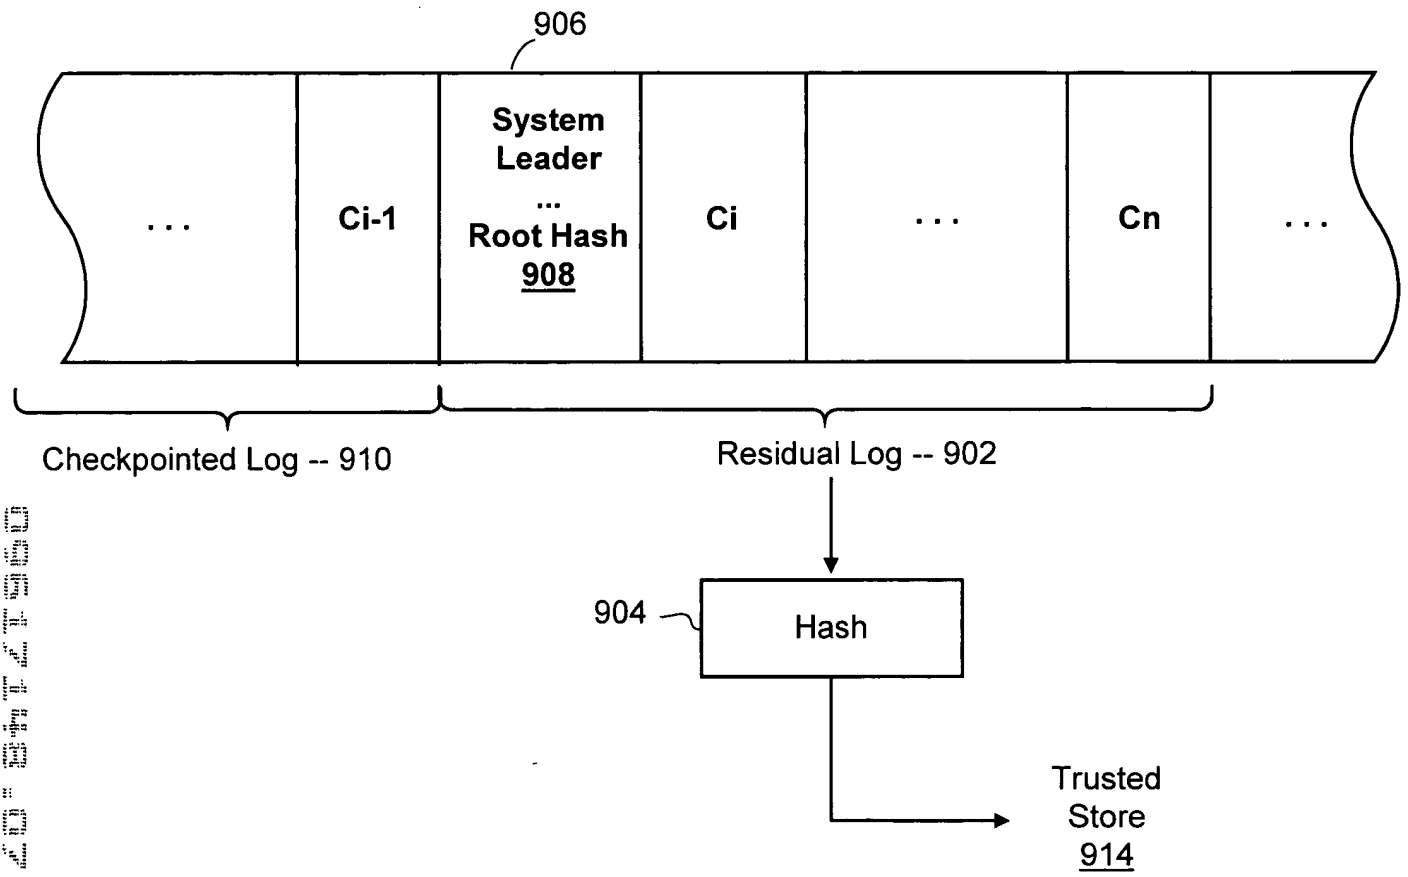 906
System
Leader
...
Root Hash
908
. . .
Ci-1
Ci
. . .
Cn
. . .
Checkpointed Log -- 910
Residual Log -- 902
904
Hash
Trusted
Store
914